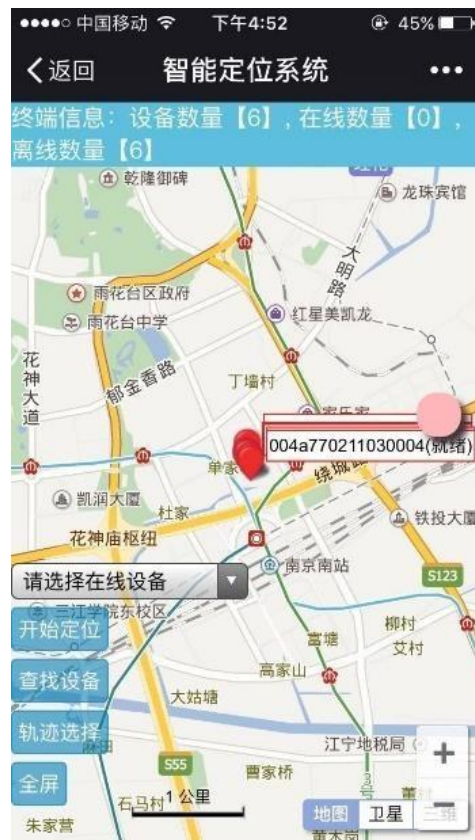 中国移动
下午4:52
45%
返回
智能定位系统
终端信息：设备数量【6】,在线数量【0】,
离线数量【6】
乾隆御碑
龙珠宾馆
大明路
雨花台区政府
雨花台中学
红星美凯龙
花神大道
郁金香路
丁墙村
004a770211030004(就绪)
凯润大厦
杜家
铁投大厦
花神庙枢纽
南京南站
请选择在线设备
S123
三江学院东校区
开始定位
柳村
富塘
艾村
查找设备
高家山
大姑塘
轨迹选择
江宁地税局
S55
曹家桥
全屏
石马村
1 公里
3号
地图
卫星
三维
朱家营